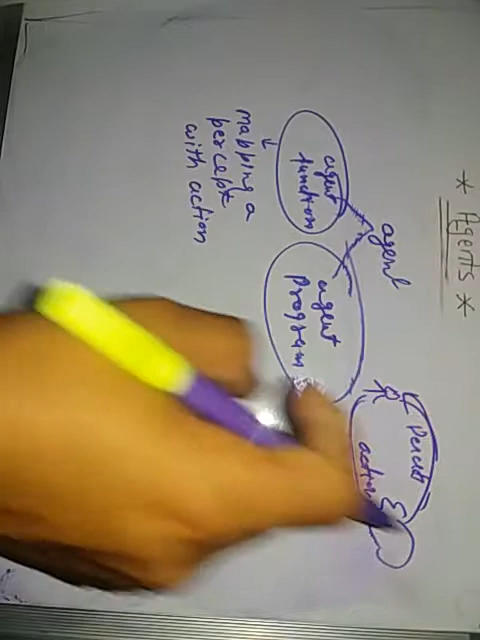 * Agents *
agent
agent
function
agent
Program
mapping a
percept
with action
Percept
action